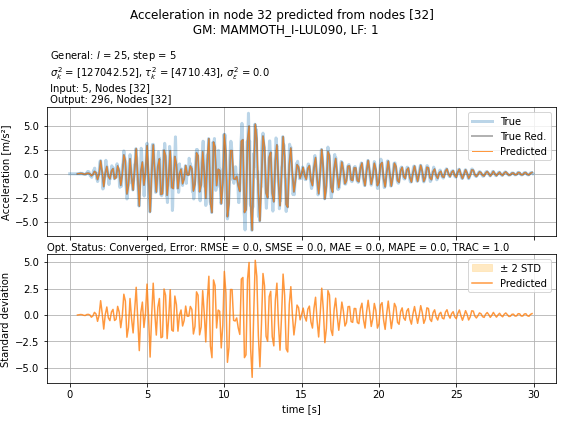 Acceleration in node 32 predicted from nodes [32]
GM: MAMMOTH_I-LUL090, LF: 1
General: l = 25, step = 5
σ²ₖ = [127042.52], τ²ₖ = [4710.43], σ²ₑ = 0.0
Input: 5, Nodes [32]
Output: 296, Nodes [32]
Acceleration [m/s²]
5.0
2.5
0.0
−2.5
−5.0
True
True Red.
Predicted
Opt. Status: Converged, Error: RMSE = 0.0, SMSE = 0.0, MAE = 0.0, MAPE = 0.0, TRAC = 1.0
Standard deviation
5.0
2.5
0.0
−2.5
−5.0
± 2 STD
Predicted
0 5 10 15 20 25 30
time [s]